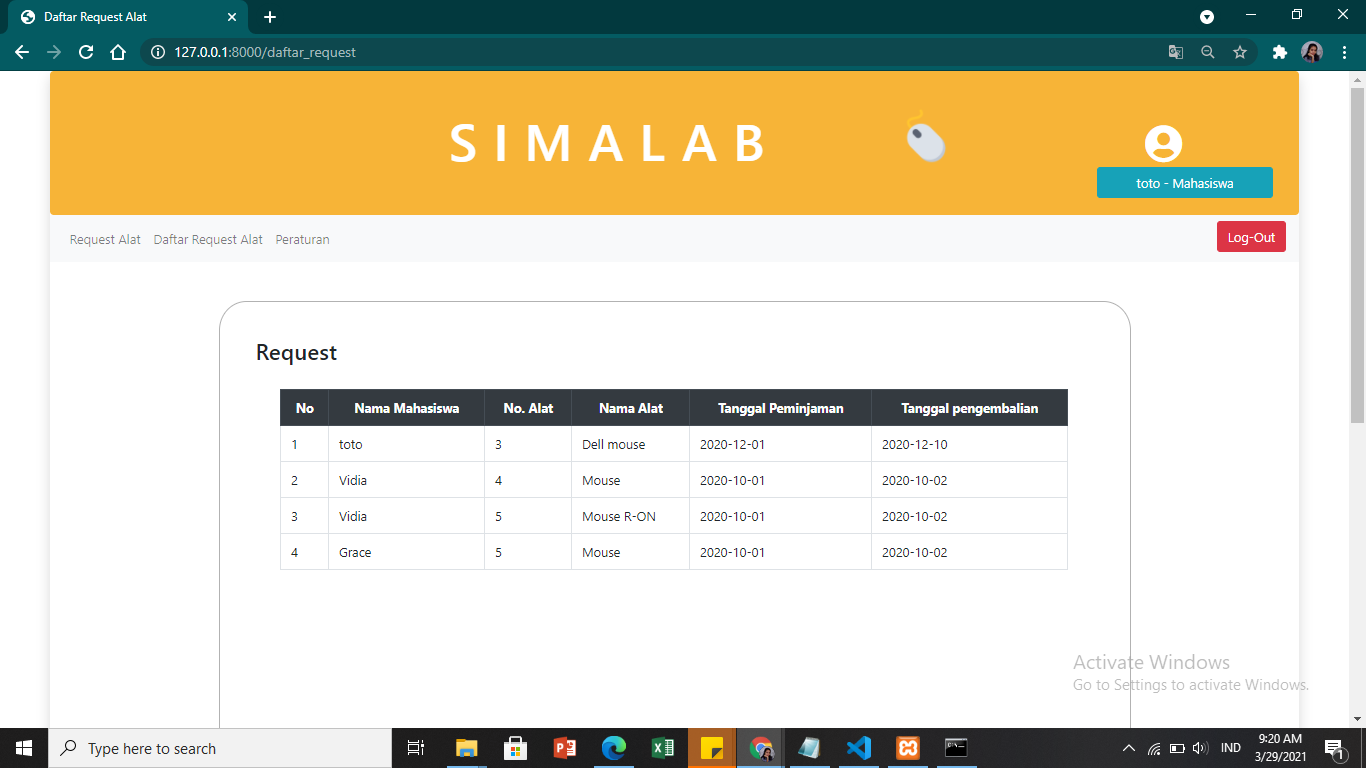 Daftar Request Alat
127.0.0.1:8000/daftar_request
S I M A L A B
toto - Mahasiswa
Request Alat Daftar Request Alat Peraturan Log-Out
Request
No Nama Mahasiswa No. Alat Nama Alat Tanggal Peminjaman Tanggal pengembalian
1 toto 3 Dell mouse 2020-12-01 2020-12-10
2 Vidia 4 Mouse 2020-10-01 2020-10-02
3 Vidia 5 Mouse R-ON 2020-10-01 2020-10-02
4 Grace 5 Mouse 2020-10-01 2020-10-02
Activate Windows
Go to Settings to activate Windows.
Type here to search
IND
9:20 AM
3/29/2021
1